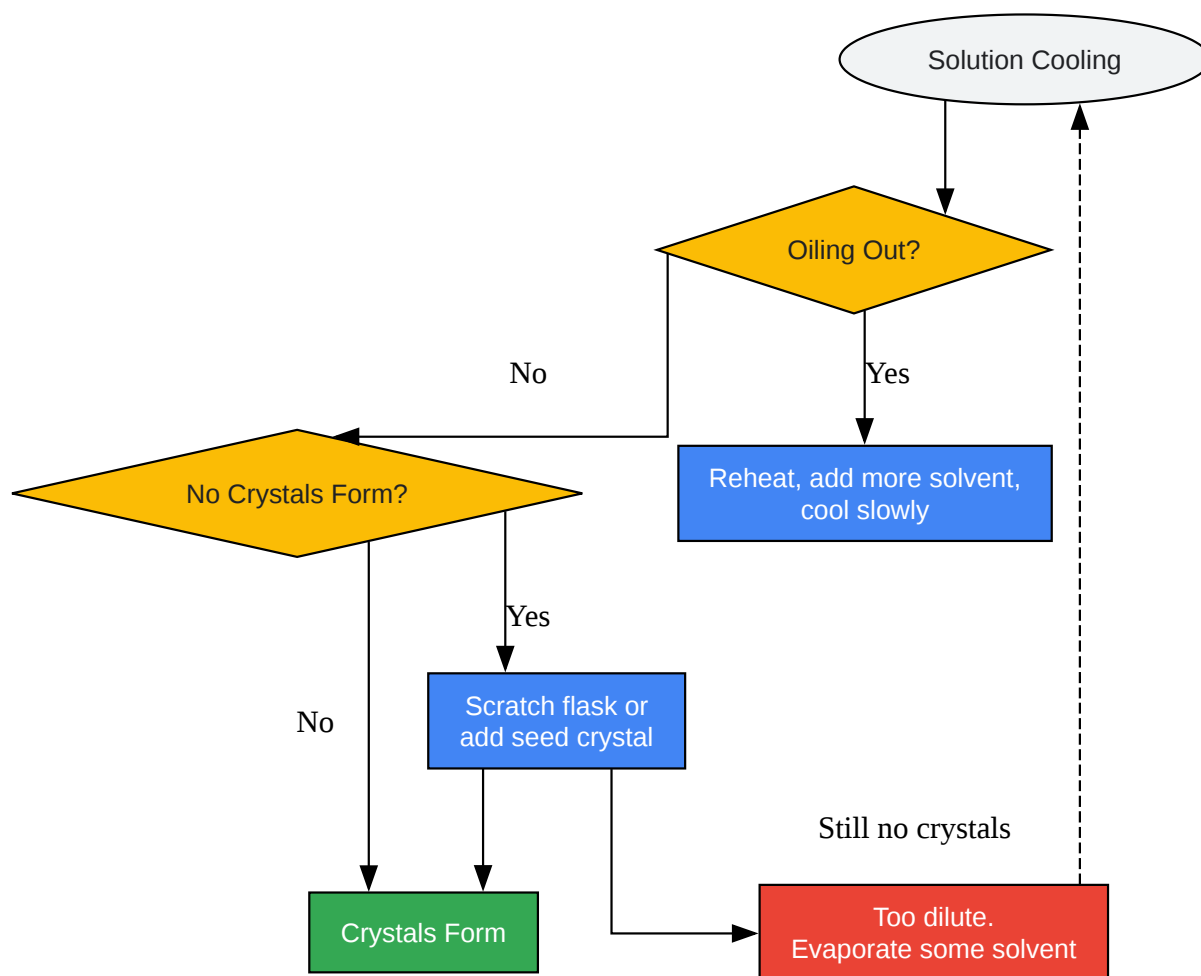 Solution Cooling
Oiling Out?
No
Yes
No Crystals Form?
Reheat, add more solvent,
cool slowly
Yes
No
Scratch flask or
add seed crystal
Still no crystals
Crystals Form
Too dilute.
Evaporate some solvent